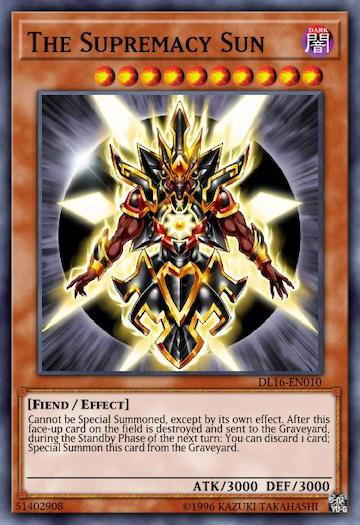 The Supremacy Sun
DARK
闇
DL16-EN010
[Fiend / Effect]
Cannot be Special Summoned, except by its own effect. After this
face-up card on the field is destroyed and sent to the Graveyard,
during the Standby Phase of the next turn: You can discard 1 card;
Special Summon this card from the Graveyard.
ATK/3000 DEF/3000
51402908
©1996 KAZUKI TAKAHASHI